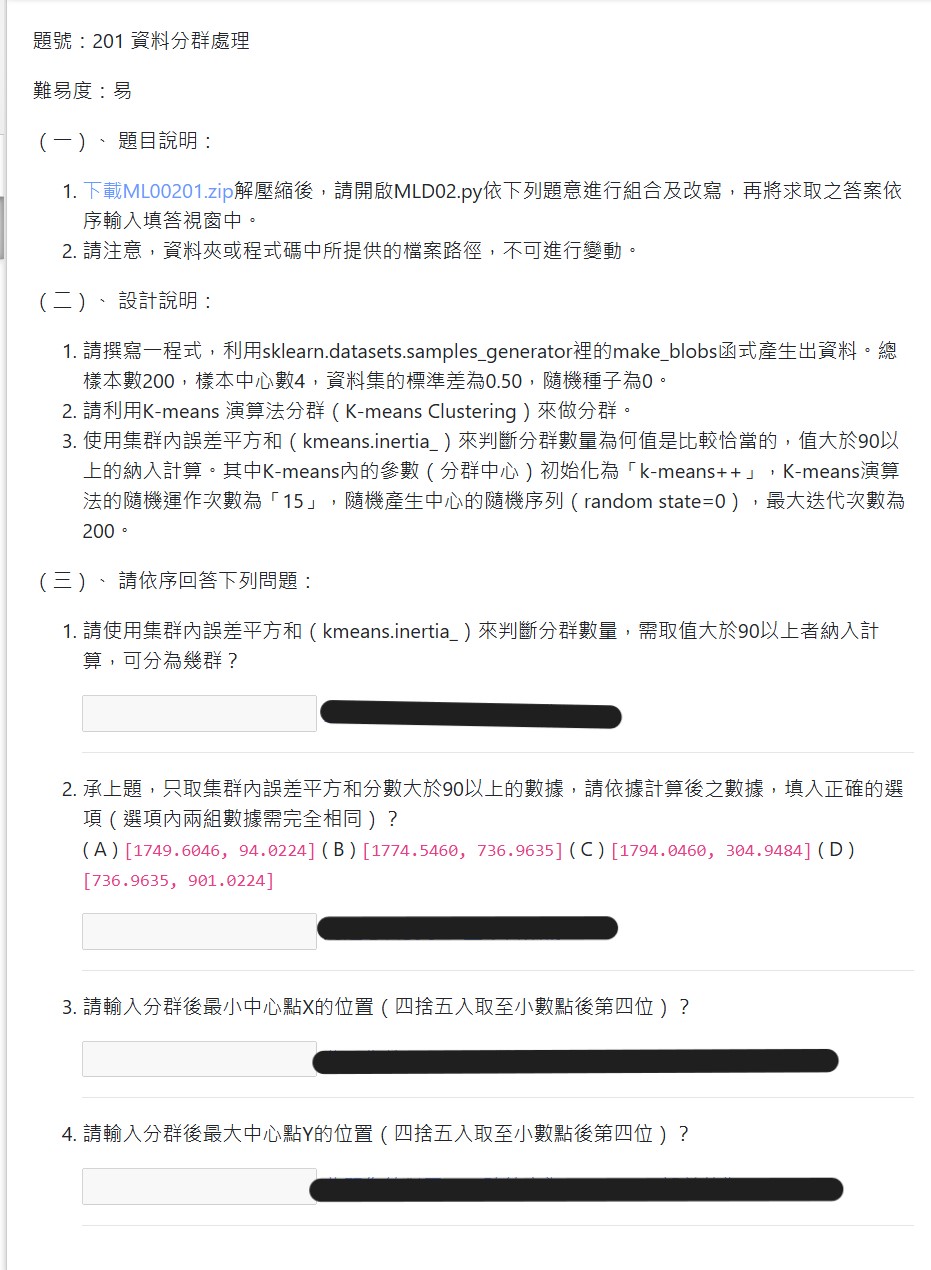 題號：201 資料分群處理
難易度：易
（一）、 題目說明：
1. 下載ML00201.zip解壓縮後，請開啟MLD02.py依下列題意進行組合及改寫，再將求取之答案依
序輸入填答視窗中。
2. 請注意，資料夾或程式碼中所提供的檔案路徑，不可進行變動。
（二）、 設計說明：
1. 請撰寫一程式，利用sklearn.datasets.samples_generator裡的make_blobs函式產生出資料。總
樣本數200，樣本中心數4，資料集的標準差為0.50，隨機種子為0。
2. 請利用K-means 演算法分群（K-means Clustering）來做分群。
3. 使用集群內誤差平方和（kmeans.inertia_）來判斷分群數量為何值是比較恰當的，值大於90以
上的納入計算。其中K-means內的參數（分群中心）初始化為「k-means++」，K-means演算
法的隨機運作次數為「15」，隨機產生中心的隨機序列（random state=0），最大迭代次數為
200。
（三）、 請依序回答下列問題：
1. 請使用集群內誤差平方和（kmeans.inertia_）來判斷分群數量，需取值大於90以上者納入計
算，可分為幾群？
2. 承上題，只取集群內誤差平方和分數大於90以上的數據，請依據計算後之數據，填入正確的選
項（選項內兩組數據需完全相同）？
（A）[1749.6046, 94.0224]（B）[1774.5460, 736.9635]（C）[1794.0460, 304.9484]（D）
[736.9635, 901.0224]
3. 請輸入分群後最小中心點X的位置（四捨五入取至小數點後第四位）？
4. 請輸入分群後最大中心點Y的位置（四捨五入取至小數點後第四位）？